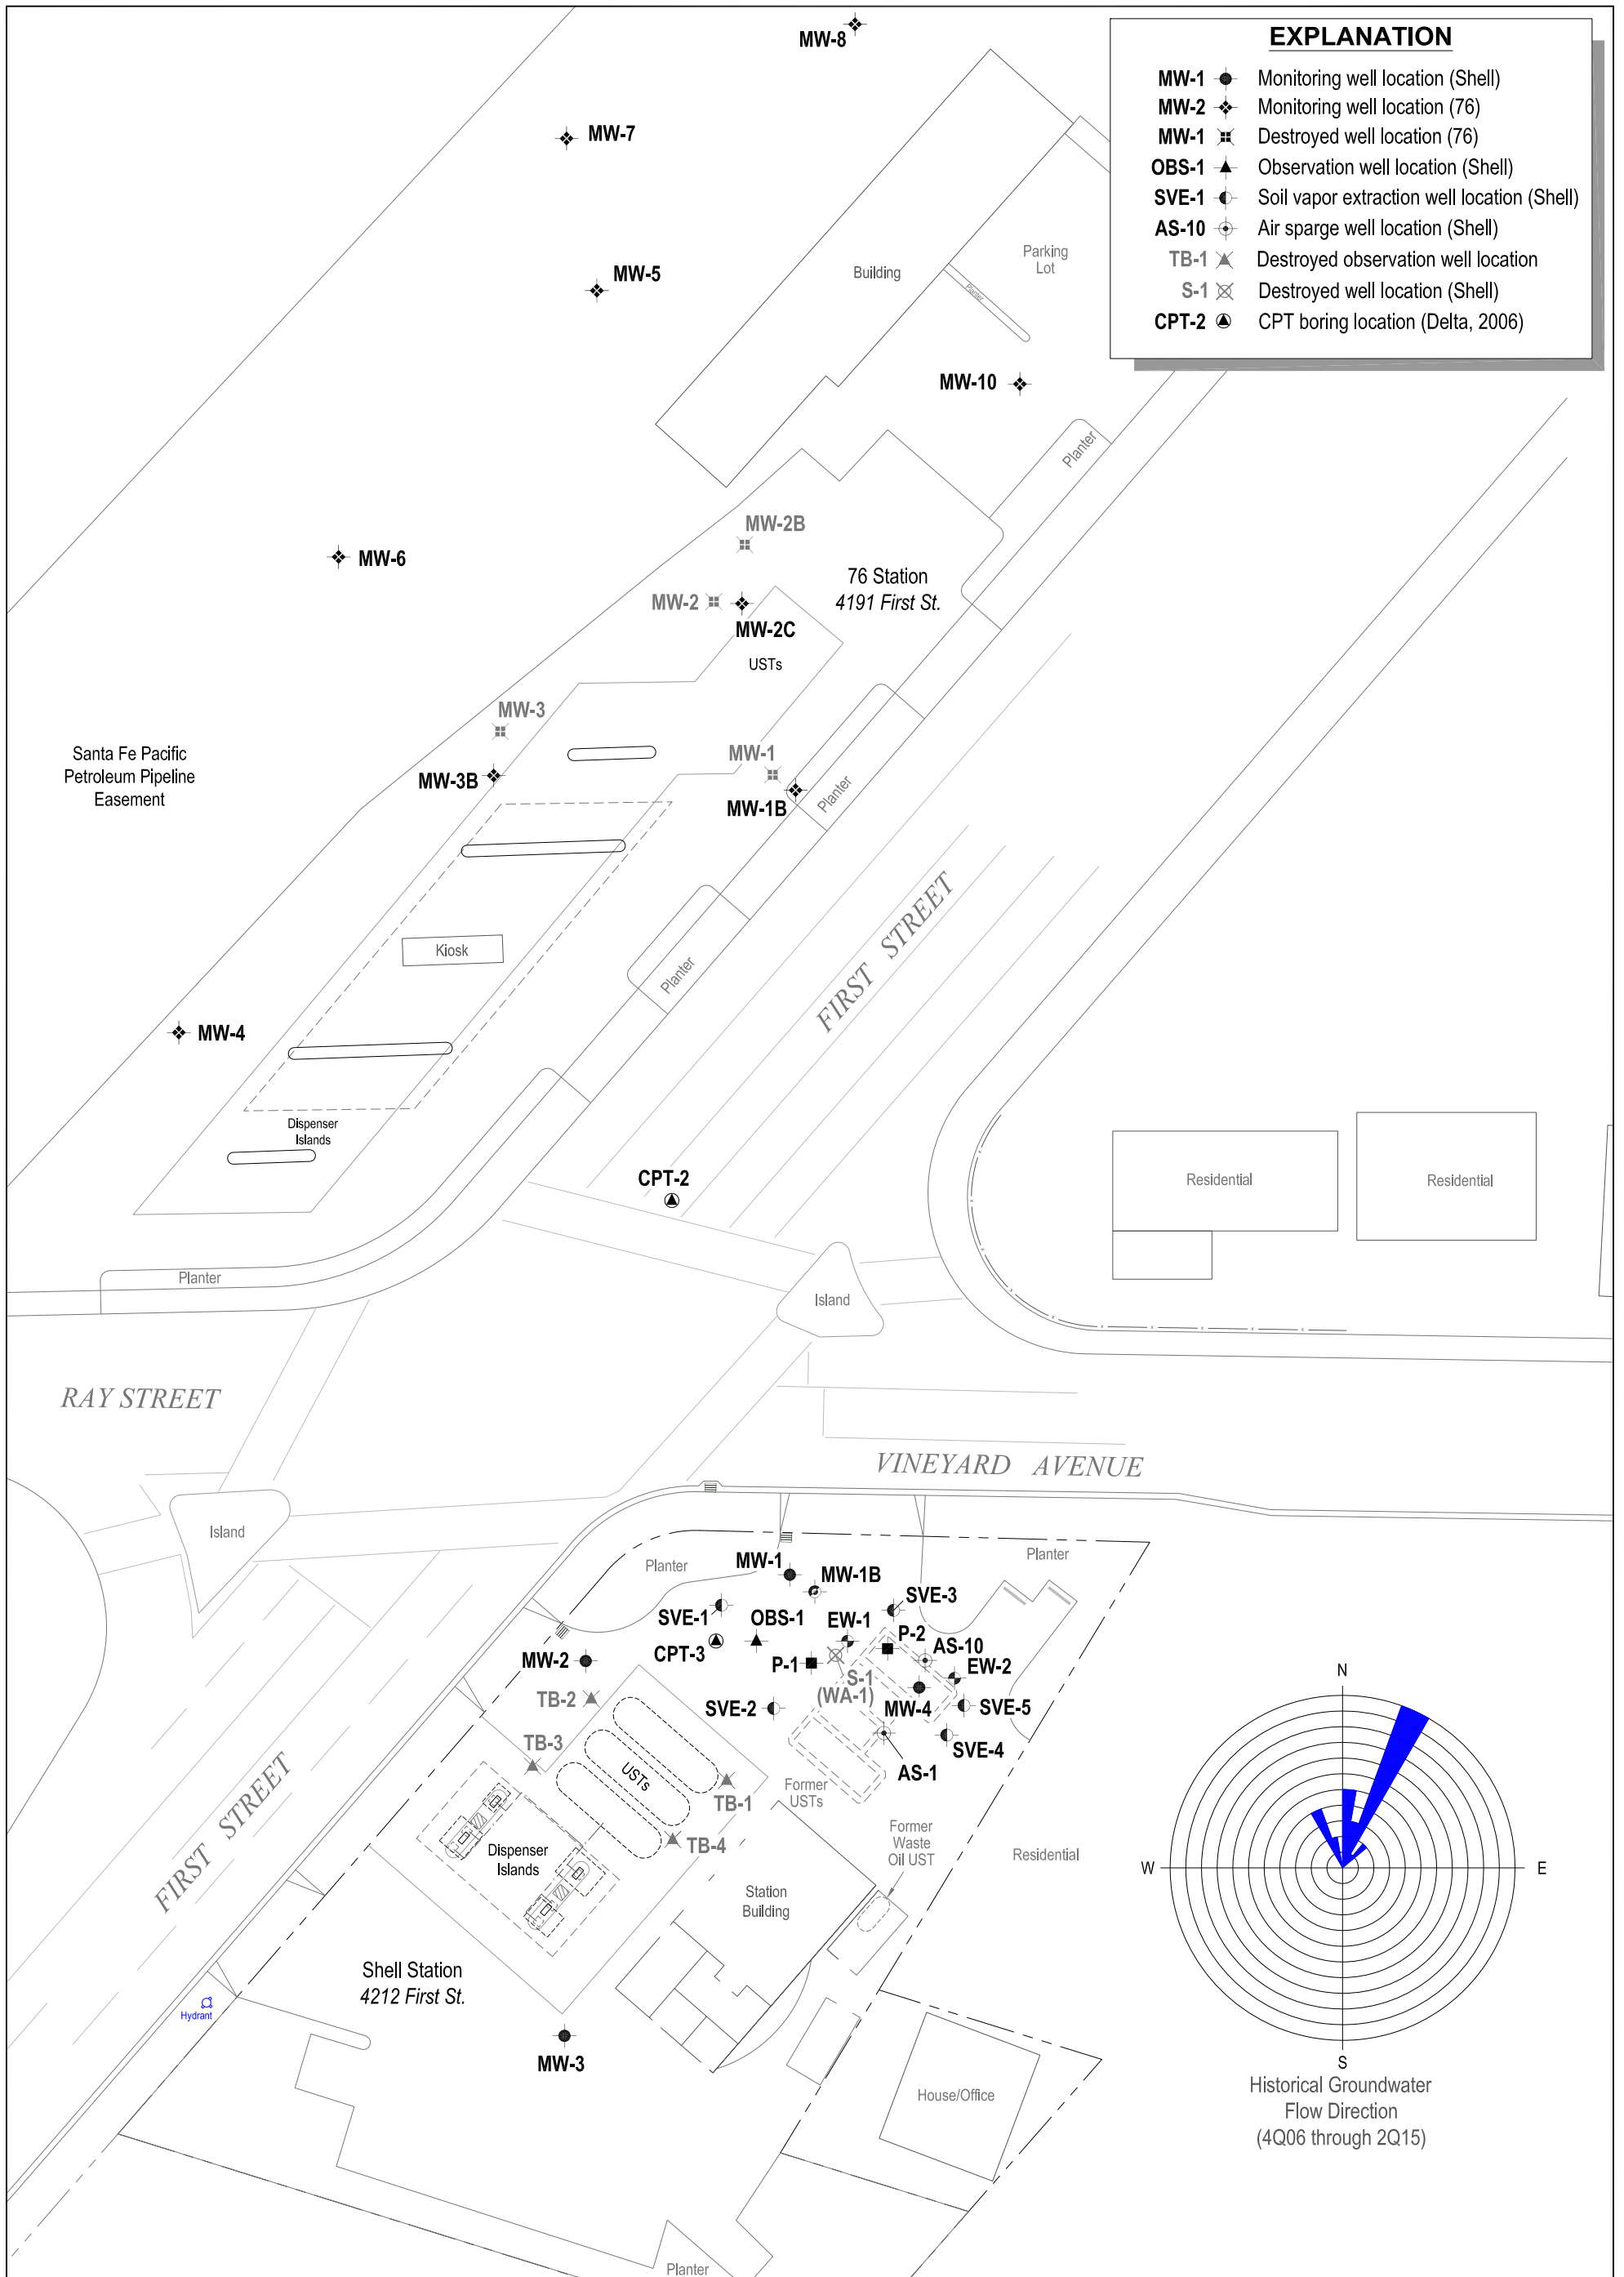 EXPLANATION
MW-1 Monitoring well location (Shell)
MW-2 Monitoring well location (76)
MW-1 Destroyed well location (76)
OBS-1 Observation well location (Shell)
SVE-1 Soil vapor extraction well location (Shell)
AS-10 Air sparge well location (Shell)
TB-1 Destroyed observation well location
S-1 Destroyed well location (Shell)
CPT-2 CPT boring location (Delta, 2006)
MW-8
MW-7
MW-5
Building
Parking
Lot
Planter
MW-10
Planter
MW-2B
MW-6
76 Station
4191 First St.
MW-2
MW-2C
USTs
MW-3
Santa Fe Pacific
Petroleum Pipeline
Easement
MW-3B
MW-1
MW-1B
Planter
FIRST STREET
Kiosk
Planter
MW-4
Dispenser
Islands
CPT-2
Residential
Residential
Planter
Island
RAY STREET
VINEYARD AVENUE
Island
Planter
MW-1
MW-1B
Planter
SVE-3
SVE-1
OBS-1
EW-1
P-2
AS-10
CPT-3
MW-2
P-1
EW-2
S-1
(WA-1)
TB-2
SVE-2
MW-4
SVE-5
TB-3
SVE-4
USTs
AS-1
TB-1
Former
USTs
TB-4
Former
Waste
Oil UST
Dispenser
Islands
Residential
Station
Building
FIRST STREET
Shell Station
4212 First St.
Hydrant
MW-3
House/Office
Planter
N
W
E
S
Historical Groundwater
Flow Direction
(4Q06 through 2Q15)